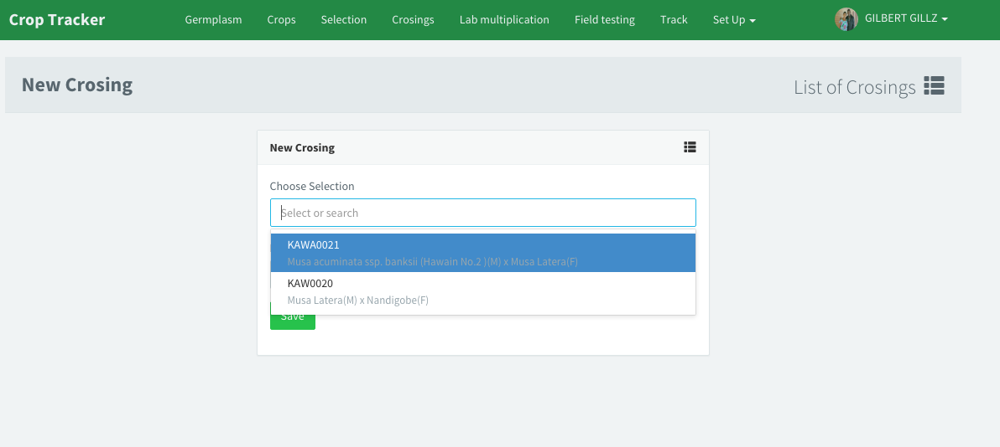 Crop Tracker
Germplasm
Crops
Selection
Crosings
Lab multiplication
Field testing
Track
Set Up
GILBERT GILLZ
New Crosing
List of Crosings
New Crosing
Choose Selection
Select or search
KAWA0021
Musa acuminata ssp. banksii (Hawain No.2 )(M) x Musa Latera(F)
KAW0020
Musa Latera(M) x Nandigobe(F)
Save